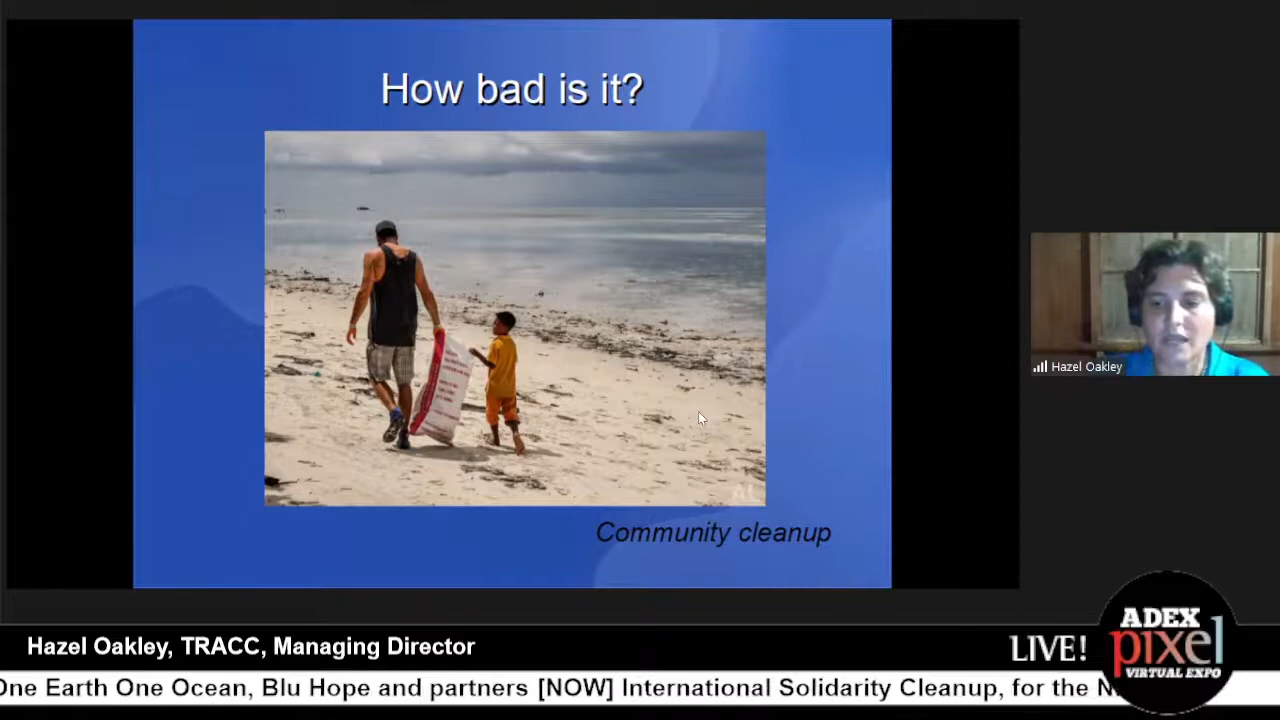 How bad is it?
AL
Community cleanup
Hazel Oakley
Hazel Oakley, TRACC, Managing Director
LIVE!
ADEX
pixel
VIRTUAL EXPO
One Earth One Ocean, Blu Hope and partners [NOW] International Solidarity Cleanup, for the